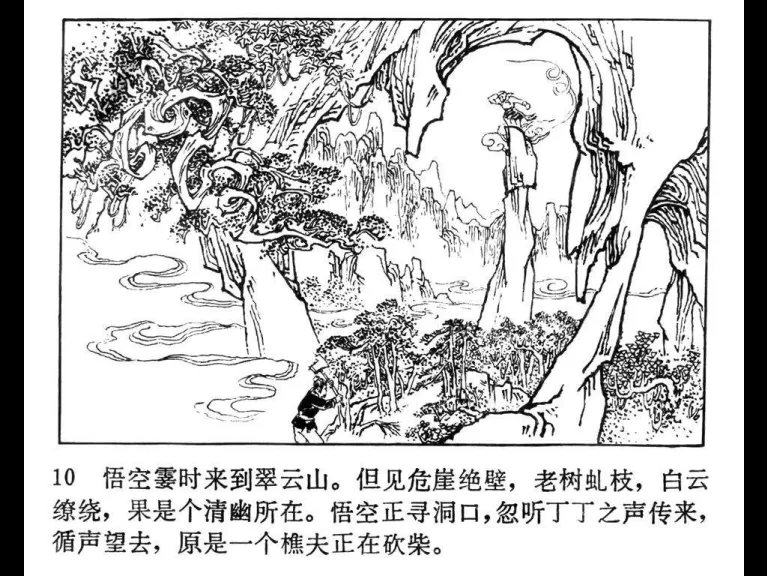 10 悟空霎时来到翠云山。但见危崖绝壁，老树虬枝，白云
缭绕，果是个清幽所在。悟空正寻洞口，忽听丁丁之声传来，
循声望去，原是一个樵夫正在砍柴。